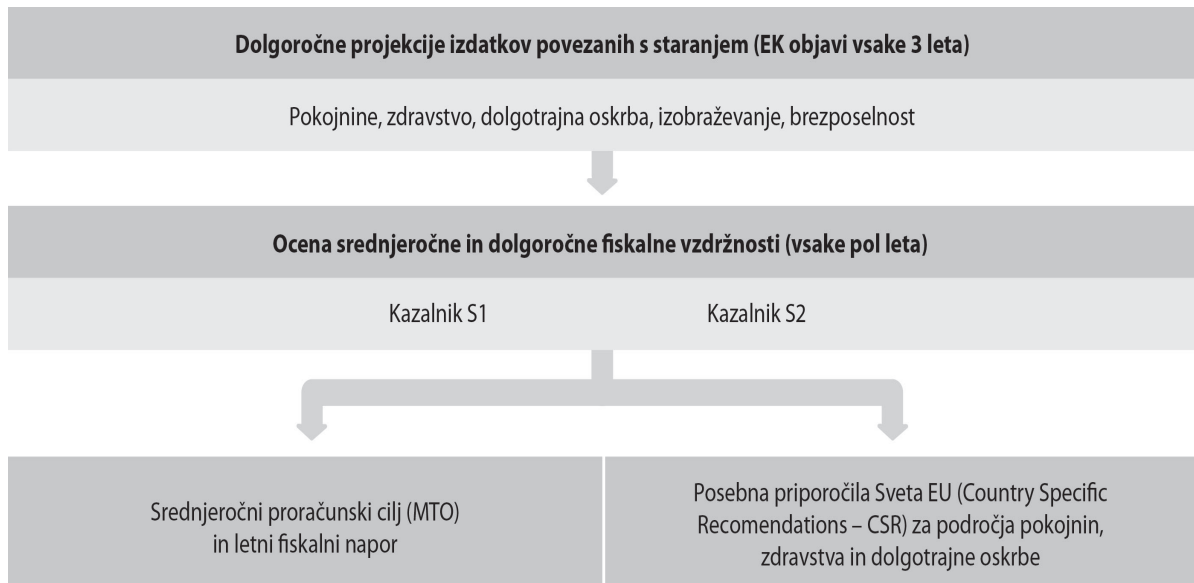 Dolgoročne projekcije izdatkov povezanih s staranjem (EK objavi vsake 3 leta)
Pokojnine, zdravstvo, dolgotrajna oskrba, izobraževanje, brezposelnost
Ocena srednjeročne in dolgoročne fiskalne vzdržnosti (vsake pol leta)
Kazalnik S1 Kazalnik S2
Srednjeročni proračunski cilj (MTO)
in letni fiskalni napor
Posebna priporočila Sveta EU (Country Specific
Recomendations – CSR) za področja pokojnin,
zdravstva in dolgotrajne oskrbe